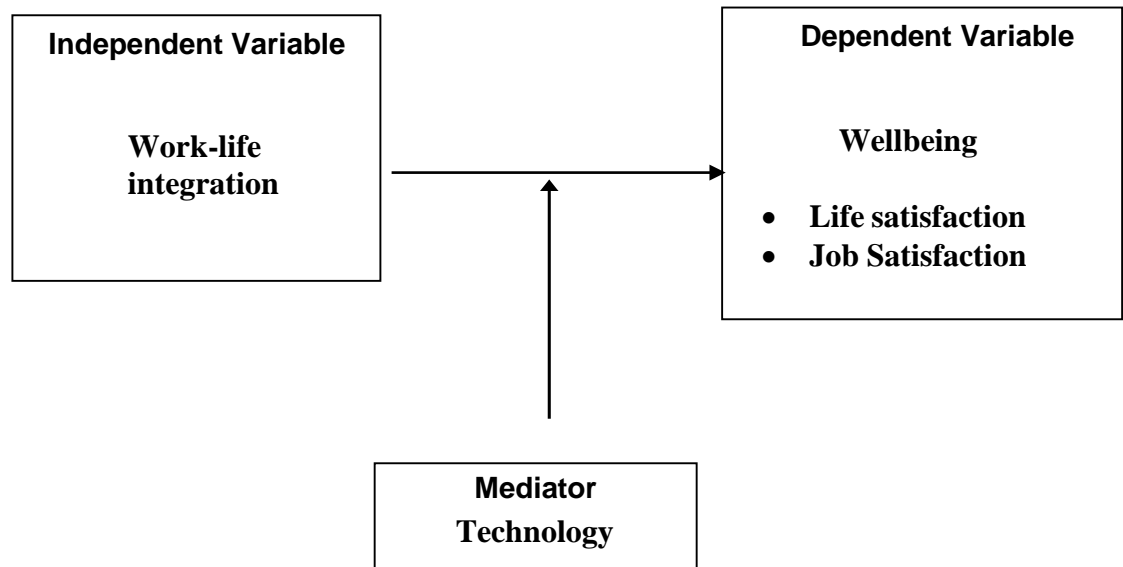 Independent Variable
Work-life
integration
Dependent Variable
Wellbeing
• Life satisfaction
• Job Satisfaction
Mediator
Technology